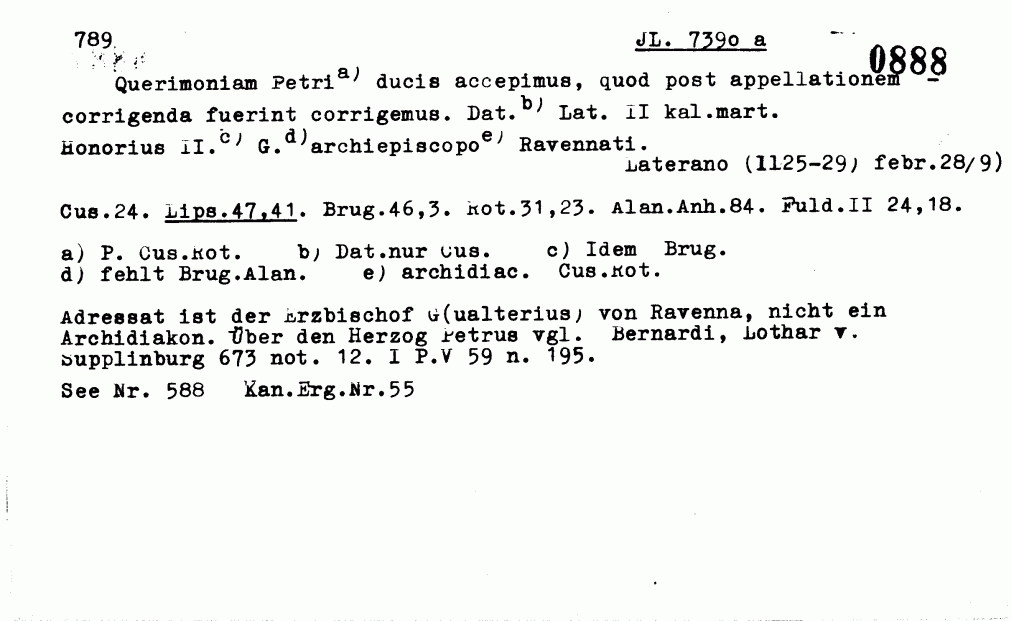 789
JL. 7390 a
0888
Querimoniam Petri a) ducis accepimus, quod post appellationem
corrigenda fuerint corrigemus. Dat. b) Lat. II kal.mart.
Honorius II. c) G. d) archiepiscopo e) Ravennati.
Laterano (1125-29) febr.28/9)
Cus.24. Lips.47,41. Brug.46,3. Rot.31,23. Alan.Anh.84. Fuld.II 24,18.
a) P. Cus.Rot. b) Dat.nur Cus. c) Idem Brug.
d) fehlt Brug.Alan. e) archidiac. Cus.Rot.
Adressat ist der Erzbischof G(ualterius) von Ravenna, nicht ein
Archidiakon. Über den Herzog Petrus vgl. Bernardi, Lothar v.
Supplinburg 673 not. 12. I P.V 59 n. 195.
See Nr. 588 Kan.Erg.Nr.55